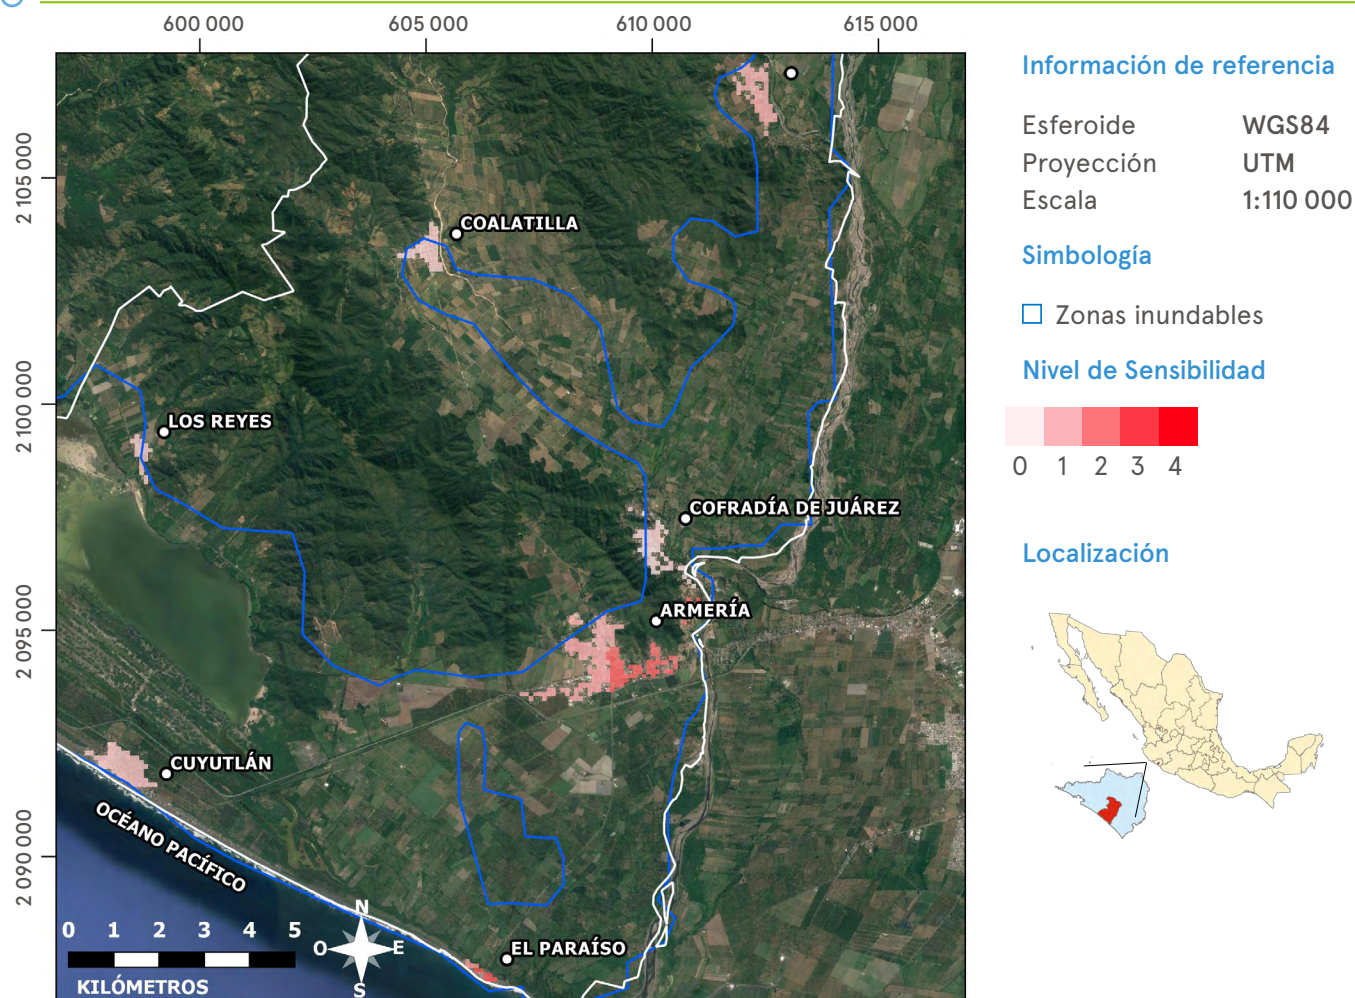 600 000 605 000 610 000 615 000
2 105 000
2 100 000
2 095 000
2 090 000
COALATILLA
LOS REYES
COFRADÍA DE JUÁREZ
ARMERÍA
CUYUTLÁN
OCÉANO PACÍFICO
EL PARAÍSO
0 1 2 3 4 5
KILÓMETROS
N
O E
S
Información de referencia
Esferoide WGS84
Proyección UTM
Escala 1:110 000
Simbología
Zonas inundables
Nivel de Sensibilidad
0 1 2 3 4
Localización